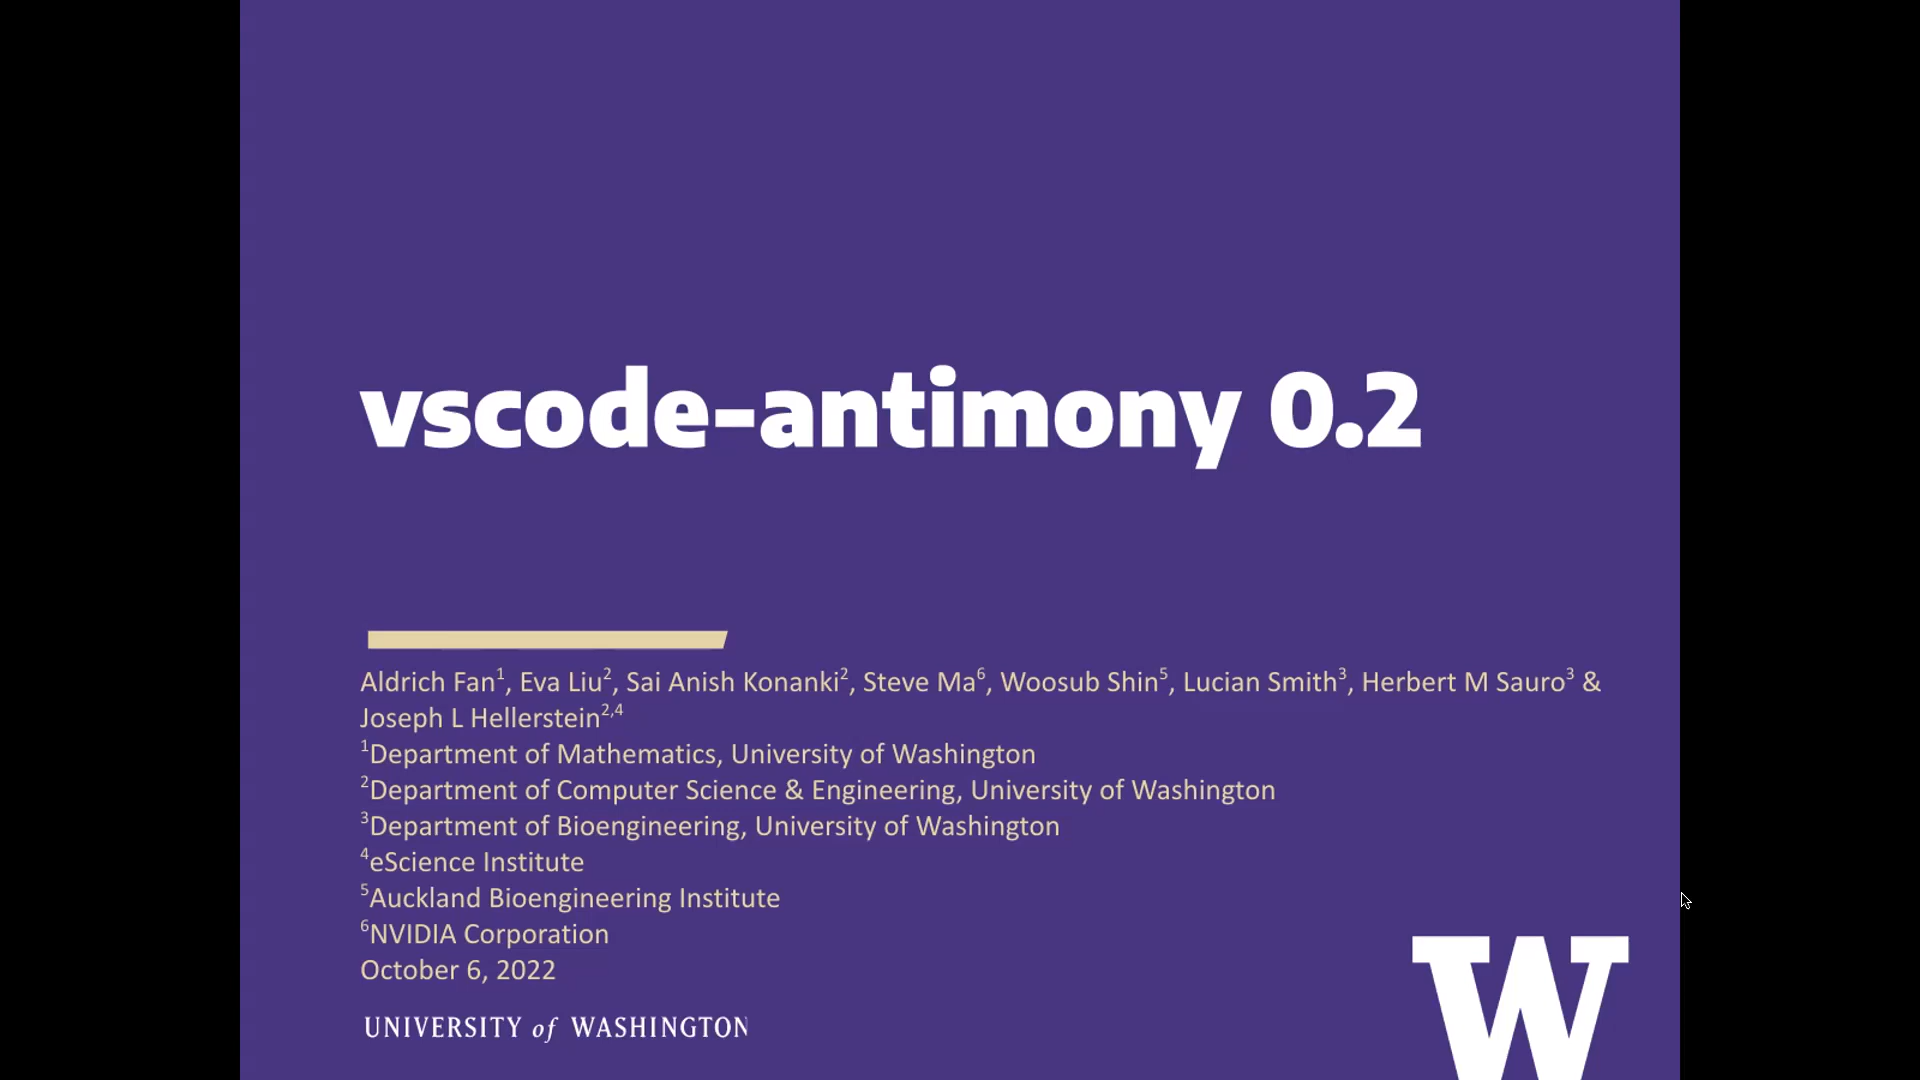 vscode-antimony 0.2
Aldrich Fan¹, Eva Liu², Sai Anish Konanki², Steve Ma⁶, Woosub Shin⁵, Lucian Smith³, Herbert M Sauro³ &
Joseph L Hellerstein²,⁴
¹Department of Mathematics, University of Washington
²Department of Computer Science & Engineering, University of Washington
³Department of Bioengineering, University of Washington
⁴eScience Institute
⁵Auckland Bioengineering Institute
⁶NVIDIA Corporation
October 6, 2022
UNIVERSITY of WASHINGTON
W